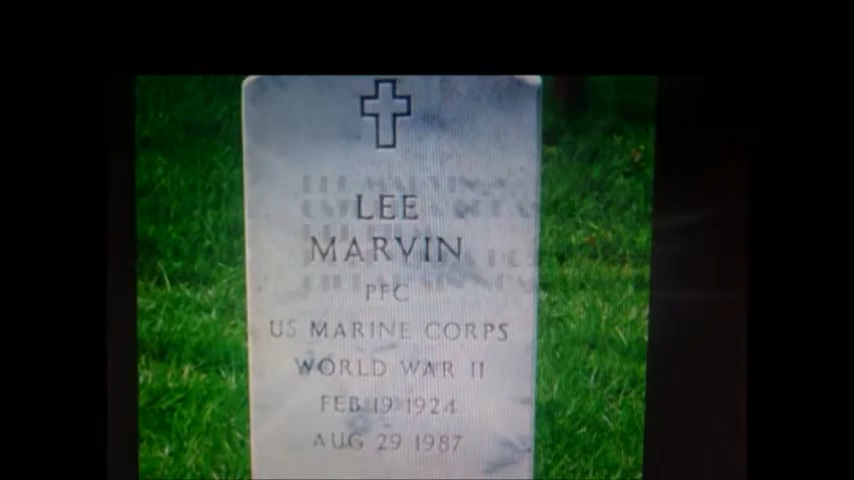 LEE
MARVIN
PFC
US MARINE CORPS
WORLD WAR II
FEB 19 1924
AUG 29 1987